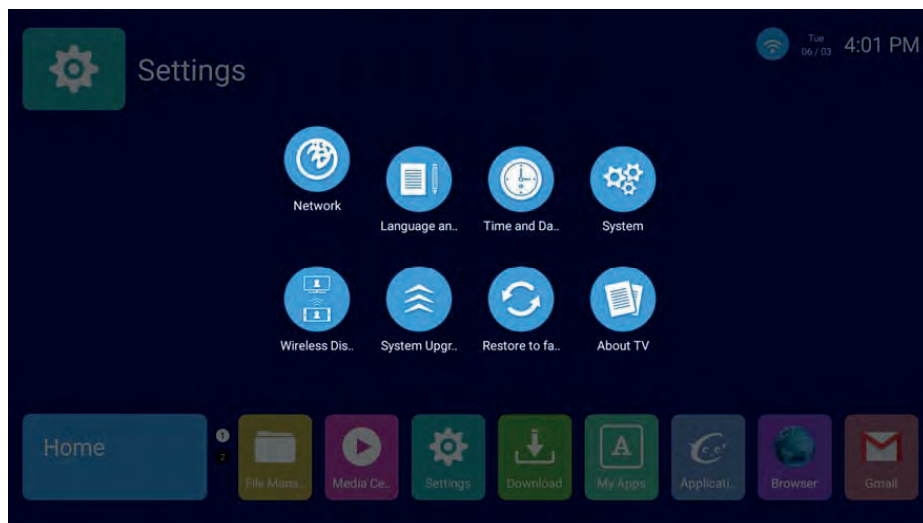 Settings
Tue
06 / 03
4:01 PM
Network
Language an..
Time and Da..
System
Wireless Dis..
System Upgr..
Restore to fa..
About TV
Home
1
2
File Mana..
Media Ce..
Settings
Download
A
My Apps
Applicati..
Browser
Gmail